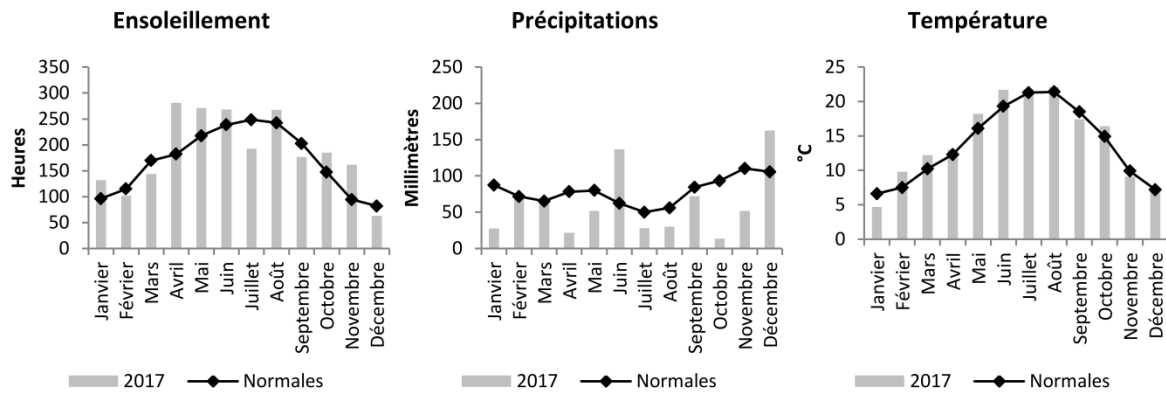 Ensoleillement
Heures
350
300
250
200
150
100
50
0
Janvier
Février
Mars
Avril
Mai
Juin
Juillet
Août
Septembre
Octobre
Novembre
Décembre
2017
Normales
Précipitations
Millimètres
250
200
150
100
50
0
Janvier
Février
Mars
Avril
Mai
Juin
Juillet
Août
Septembre
Octobre
Novembre
Décembre
2017
Normales
Température
°C
25
20
15
10
5
0
Janvier
Février
Mars
Avril
Mai
Juin
Juillet
Août
Septembre
Octobre
Novembre
Décembre
2017
Normales